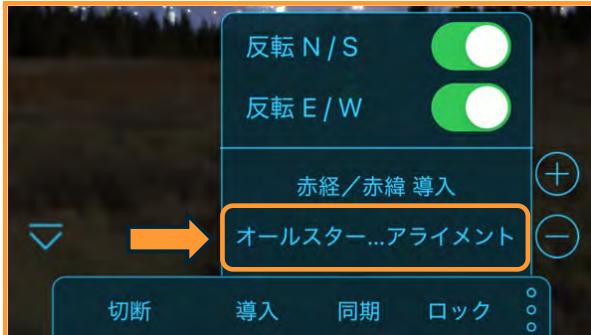 反転 N / S
反転 E / W
赤経／赤緯 導入
オールスター...アライメント
切断 導入 同期 ロック